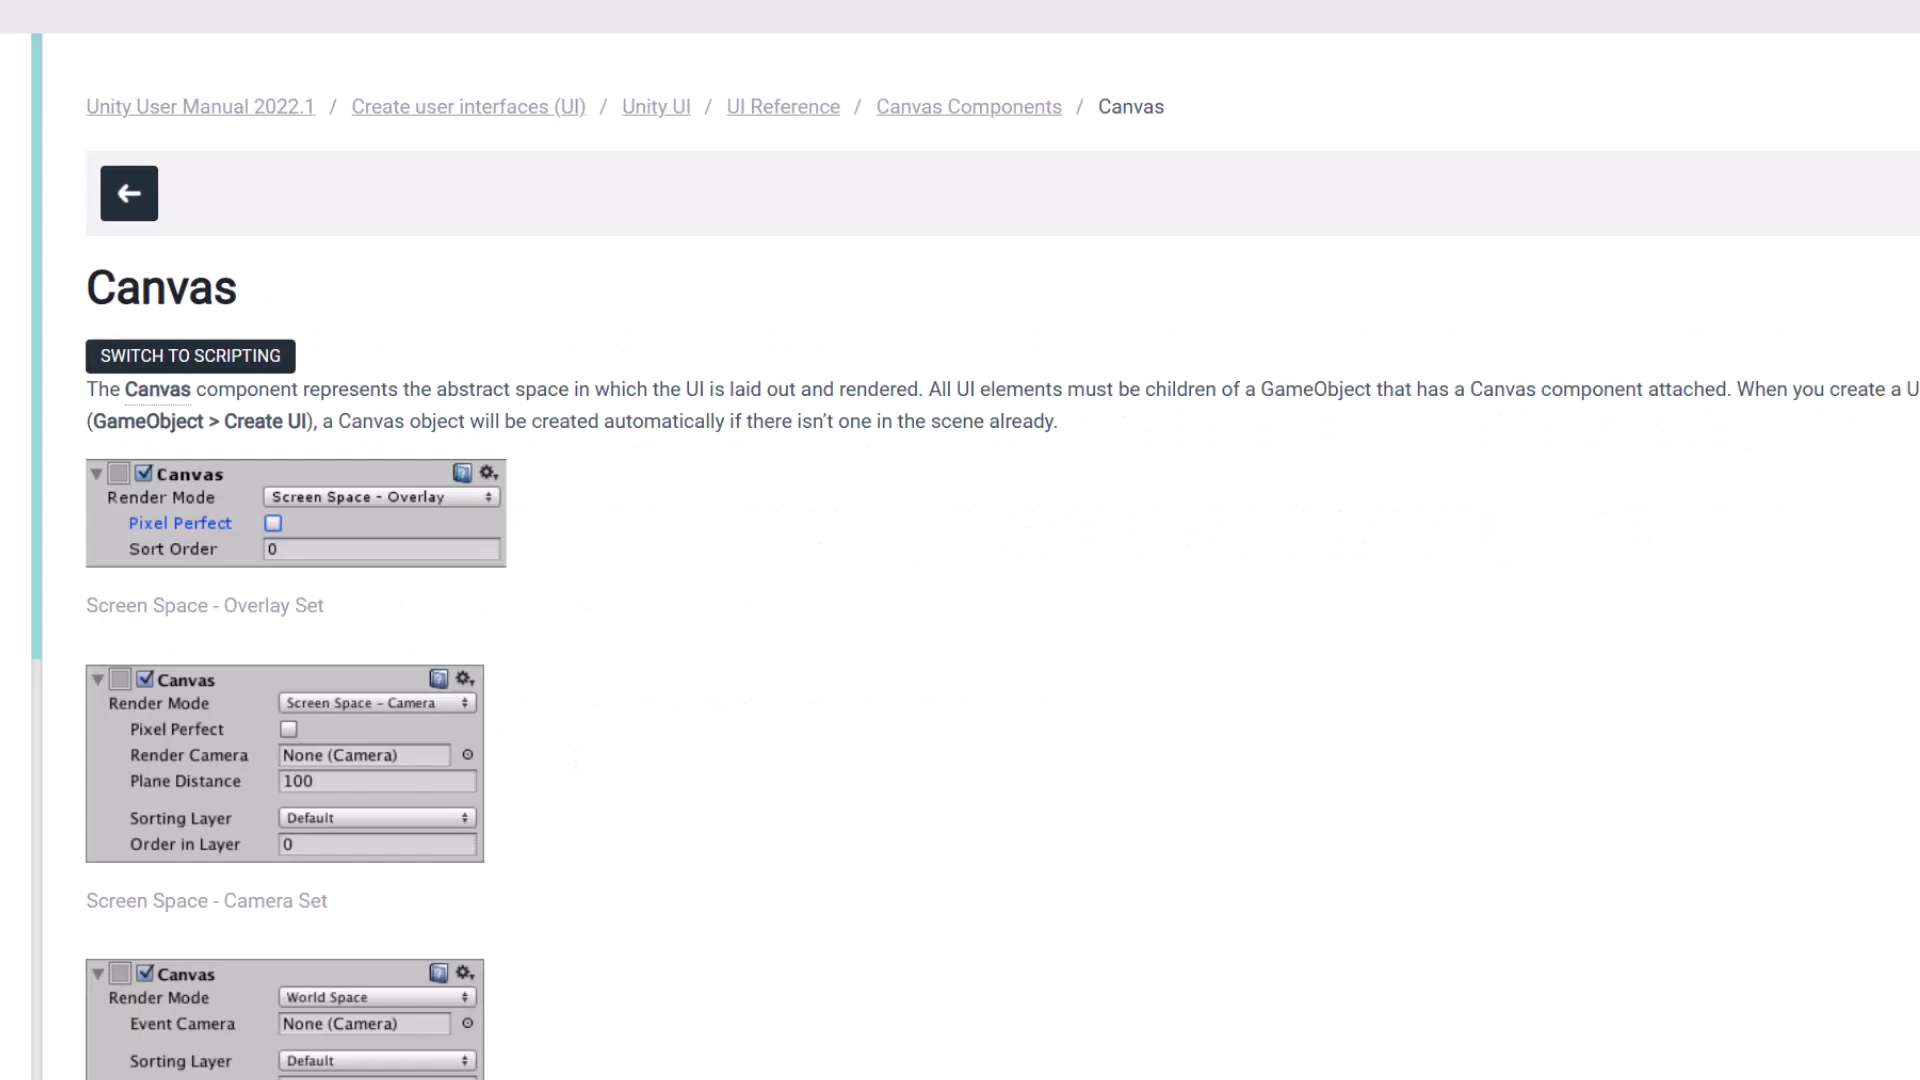 Unity User Manual 2022.1 / Create user interfaces (UI) / Unity UI / UI Reference / Canvas Components / Canvas
Canvas
SWITCH TO SCRIPTING
The Canvas component represents the abstract space in which the UI is laid out and rendered. All UI elements must be children of a GameObject that has a Canvas component attached. When you create a U
(GameObject > Create UI), a Canvas object will be created automatically if there isn't one in the scene already.
Canvas
Render Mode Screen Space - Overlay
Pixel Perfect
Sort Order 0
Screen Space - Overlay Set
Canvas
Render Mode Screen Space - Camera
Pixel Perfect
Render Camera None (Camera)
Plane Distance 100
Sorting Layer Default
Order in Layer 0
Screen Space - Camera Set
Canvas
Render Mode World Space
Event Camera None (Camera)
Sorting Layer Default